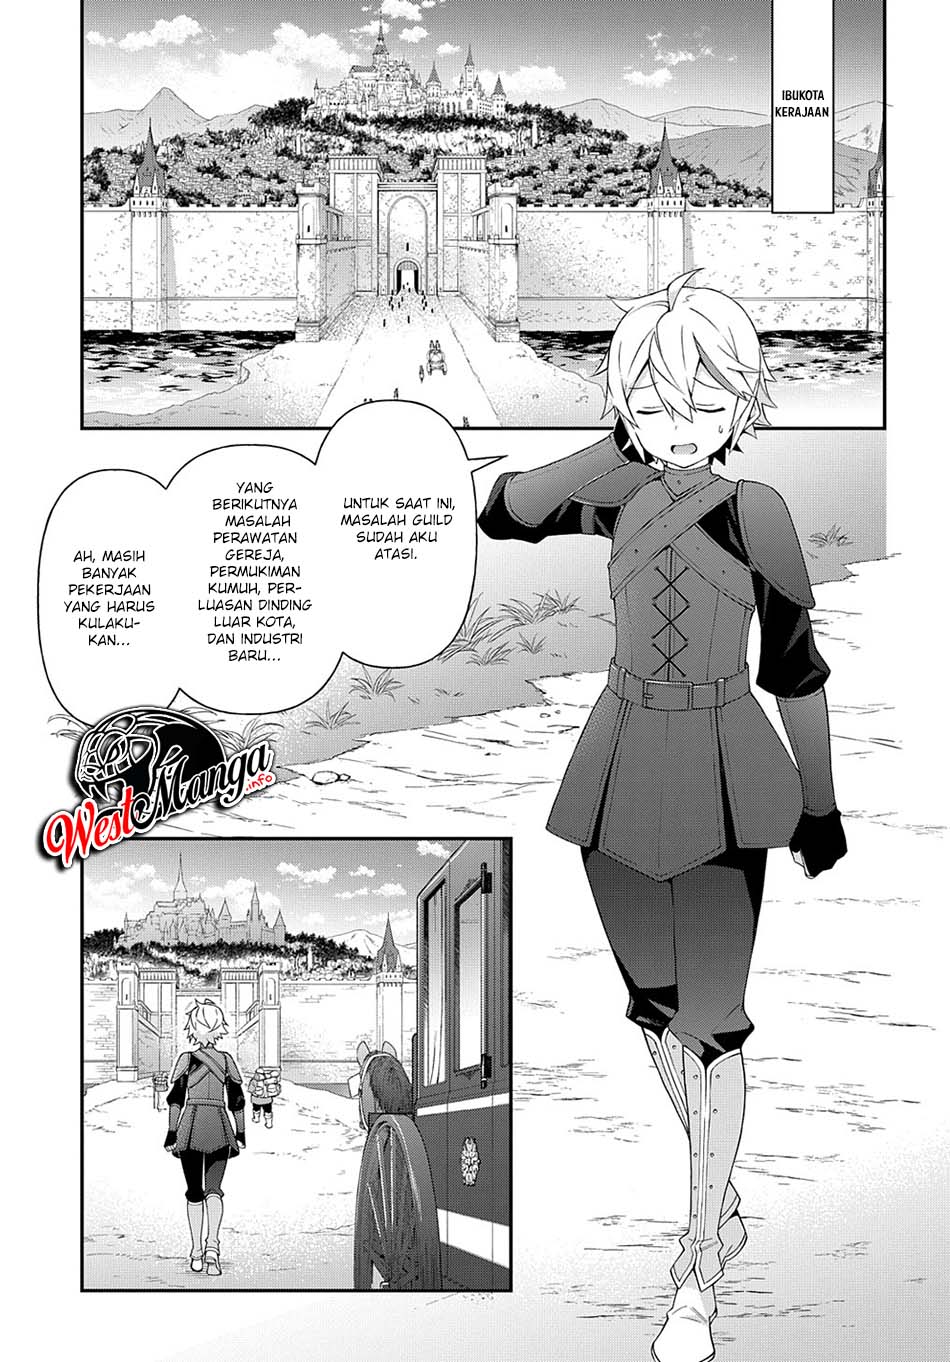 IBUKOTA
KERAJAAN
UNTUK SAAT INI,
MASALAH GUILD
SUDAH AKU
ATASI.
YANG
BERIKUTNYA
MASALAH
PERAWATAN
GEREJA,
PERMUKIMAN
KUMUH, PER-
LUASAN DINDING
LUAR KOTA,
DAN INDUSTRI
BARU...
AH, MASIH
BANYAK
PEKERJAAN
YANG HARUS
KULAKU-
KAN...
WestManga
.info